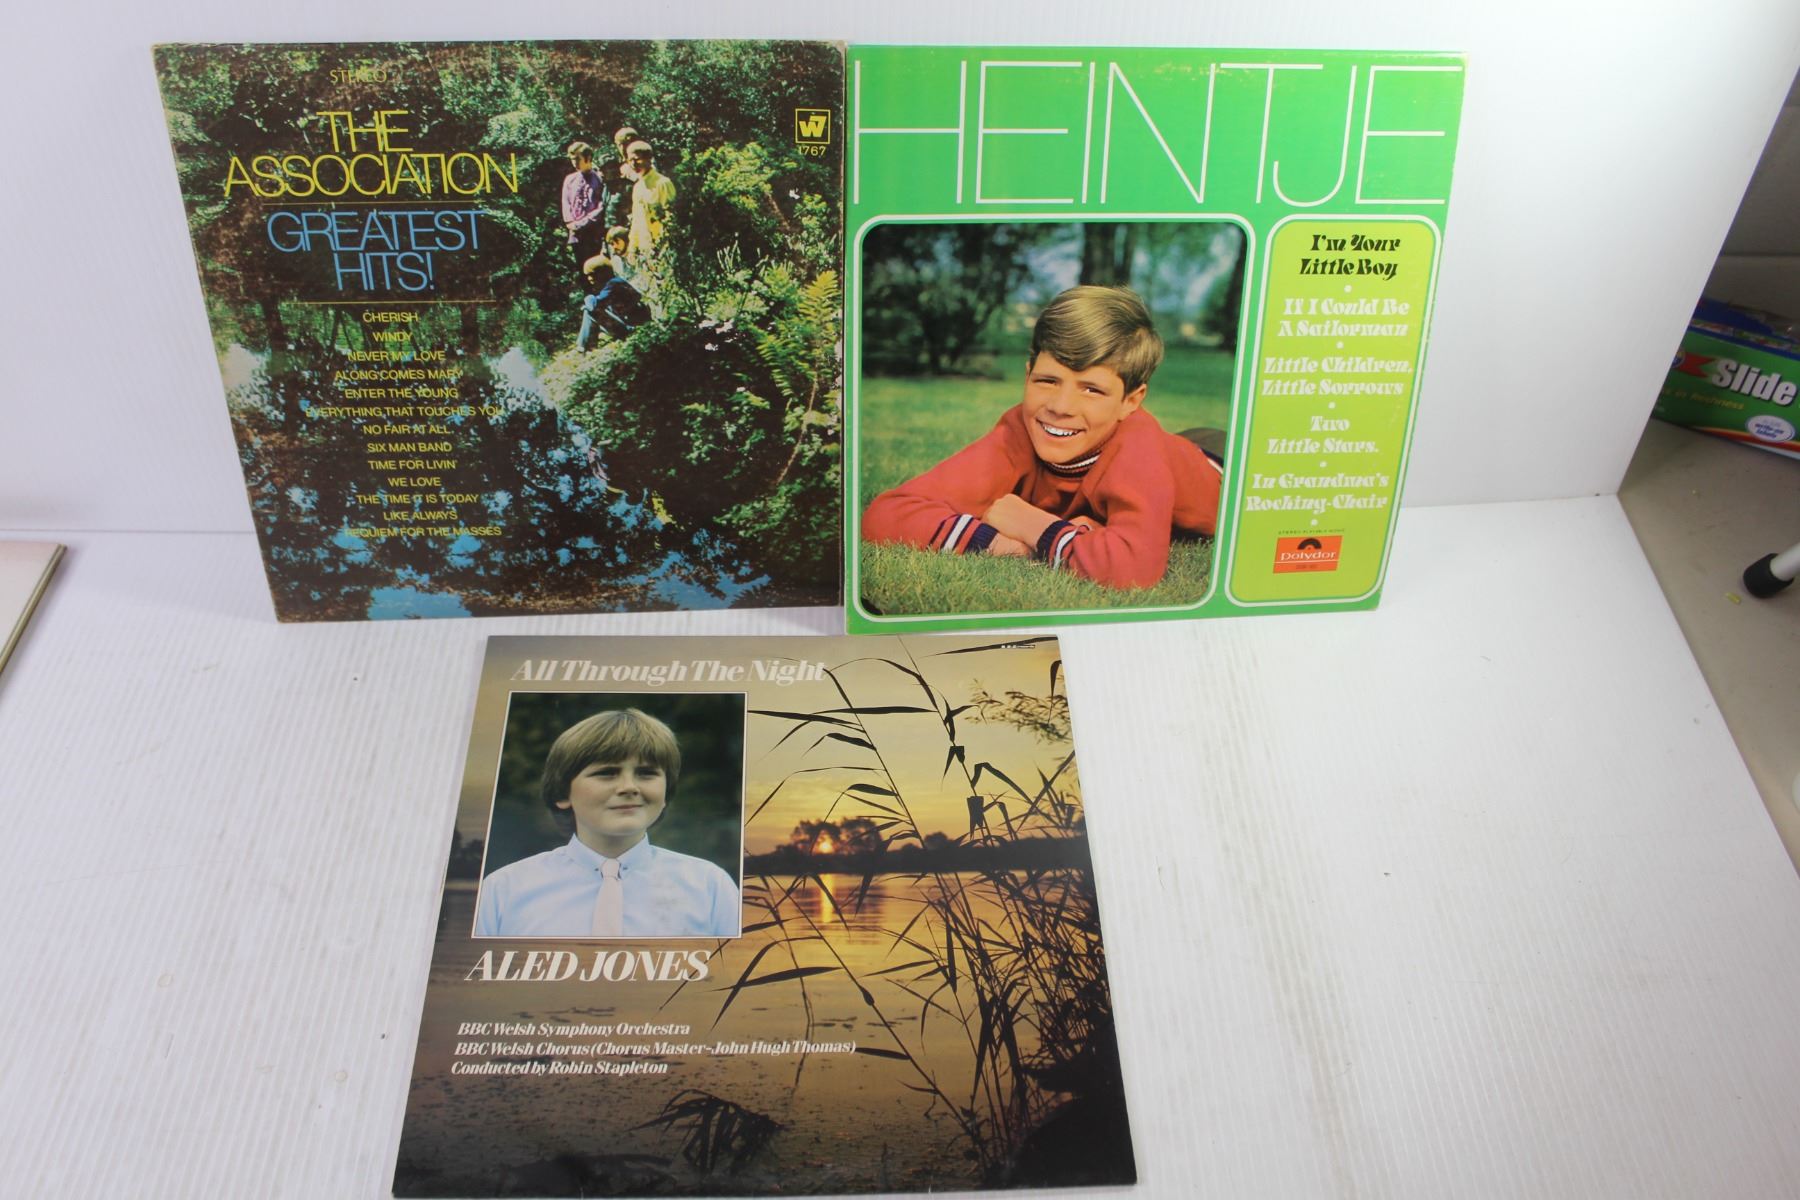 STEREO
THE
ASSOCIATION
GREATEST
HITS!
CHERISH
WINDY
NEVER MY LOVE
ALONG COMES MARY
ENTER THE YOUNG
EVERYTHING THAT TOUCHES YOU
NO FAIR AT ALL
SIX MAN BAND
TIME FOR LIVIN'
WE LOVE
THE TIME IT IS TODAY
LIKE ALWAYS
REQUIEM FOR THE MASSES
W7
1767
HEINTJE
I'm Your
Little Boy
If I Could Be
A Sailorman
Little Children,
Little Sorrows
Two
Little Stars.
In Grandma's
Rocking-Chair
Polydor
Slide
All Through The Night
ALED JONES
BBC Welsh Symphony Orchestra
BBC Welsh Chorus (Chorus Master-John Hugh Thomas)
Conducted by Robin Stapleton